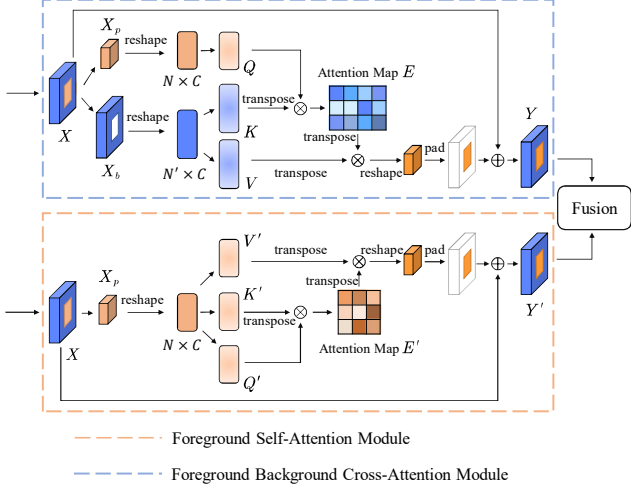 X_p
reshape
N × C
Q
Attention Map E
X
reshape
transpose
K
transpose
Y
X_b
N′ × C
V
transpose
reshape
pad
Fusion
V′
transpose
reshape
pad
X_p
reshape
K′
transpose
transpose
X
N × C
Attention Map E′
Y′
Q′
Foreground Self-Attention Module
Foreground Background Cross-Attention Module